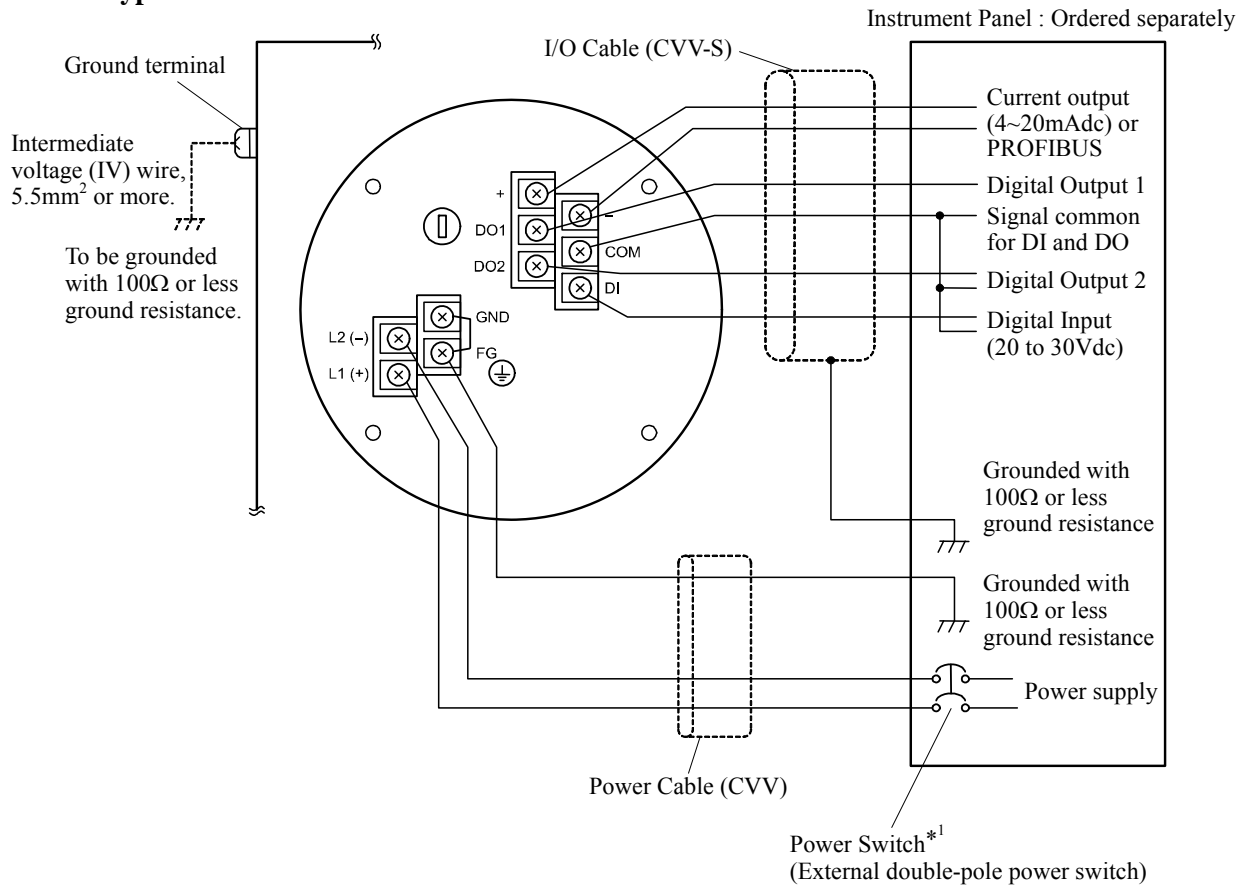 Instrument Panel : Ordered separately
I/O Cable (CVV-S)
Ground terminal
Intermediate
voltage (IV) wire,
5.5mm² or more.
To be grounded
with 100Ω or less
ground resistance.
Current output
(4~20mAdc) or
PROFIBUS
Digital Output 1
Signal common
for DI and DO
Digital Output 2
Digital Input
(20 to 30Vdc)
+
–
DO1
COM
DO2
DI
GND
L2 (–)
FG
L1 (+)
Grounded with
100Ω or less
ground resistance
Grounded with
100Ω or less
ground resistance
Power supply
Power Cable (CVV)
Power Switch*¹
(External double-pole power switch)